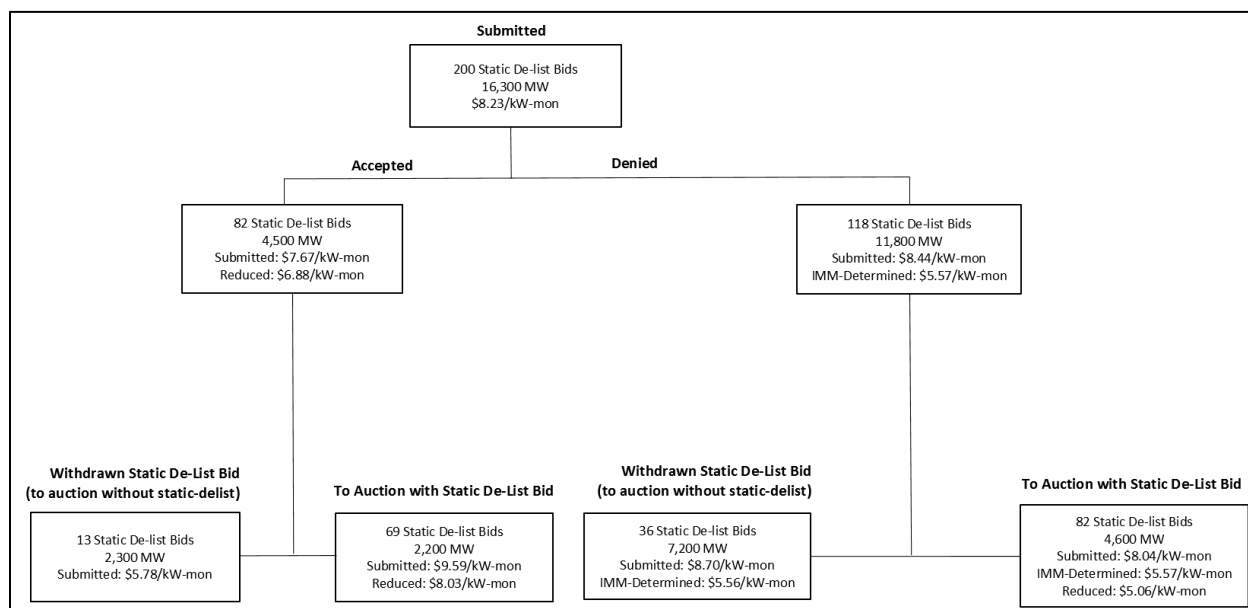 Submitted
200 Static De-list Bids
16,300 MW
$8.23/kW-mon
Accepted
Denied
82 Static De-list Bids
4,500 MW
Submitted: $7.67/kW-mon
Reduced: $6.88/kW-mon
118 Static De-list Bids
11,800 MW
Submitted: $8.44/kW-mon
IMM-Determined: $5.57/kW-mon
Withdrawn Static De-List Bid
(to auction without static-delist)
13 Static De-list Bids
2,300 MW
Submitted: $5.78/kW-mon
To Auction with Static De-List Bid
69 Static De-list Bids
2,200 MW
Submitted: $9.59/kW-mon
Reduced: $8.03/kW-mon
Withdrawn Static De-List Bid
(to auction without static-delist)
36 Static De-list Bids
7,200 MW
Submitted: $8.70/kW-mon
IMM-Determined: $5.56/kW-mon
To Auction with Static De-List Bid
82 Static De-list Bids
4,600 MW
Submitted: $8.04/kW-mon
IMM-Determined: $5.57/kW-mon
Reduced: $5.06/kW-mon